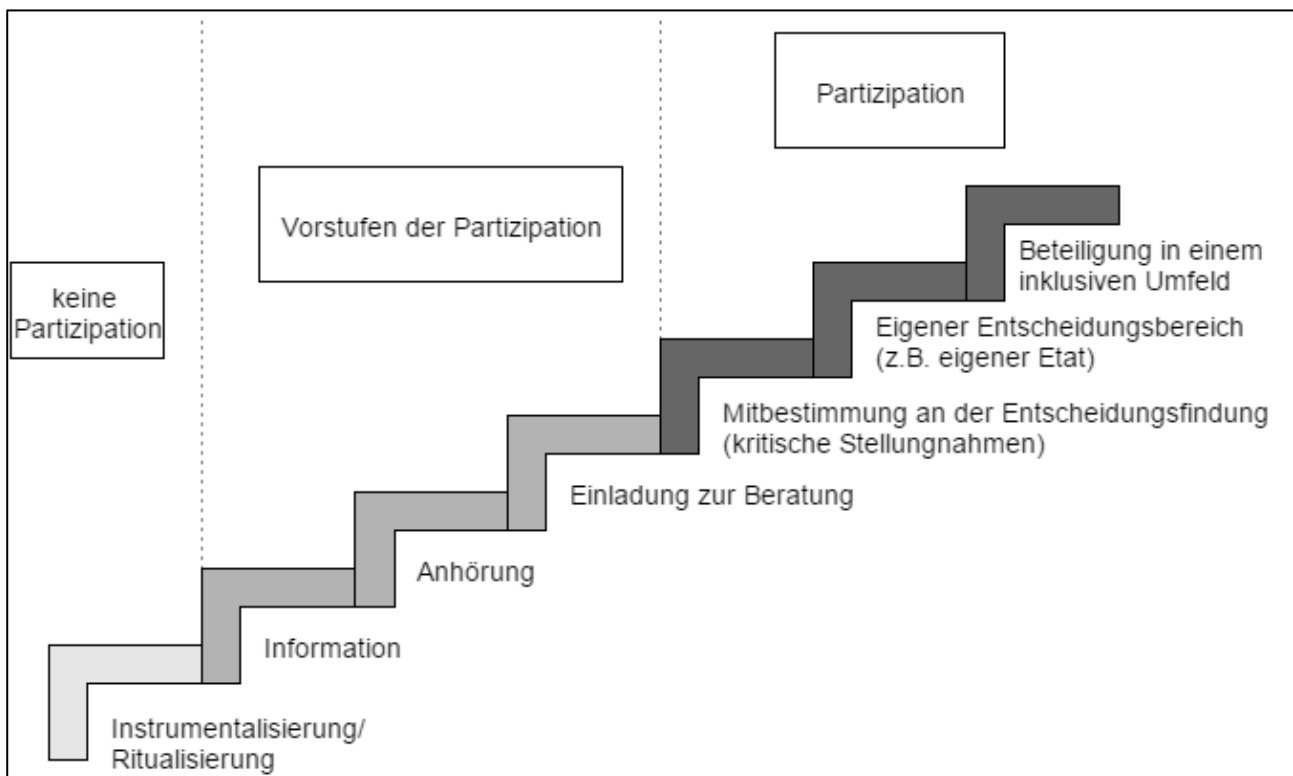 Partizipation
Vorstufen der Partizipation
keine
Partizipation
Beteiligung in einem
inklusiven Umfeld
Eigener Entscheidungsbereich
(z.B. eigener Etat)
Mitbestimmung an der Entscheidungsfindung
(kritische Stellungnahmen)
Einladung zur Beratung
Anhörung
Information
Instrumentalisierung/
Ritualisierung